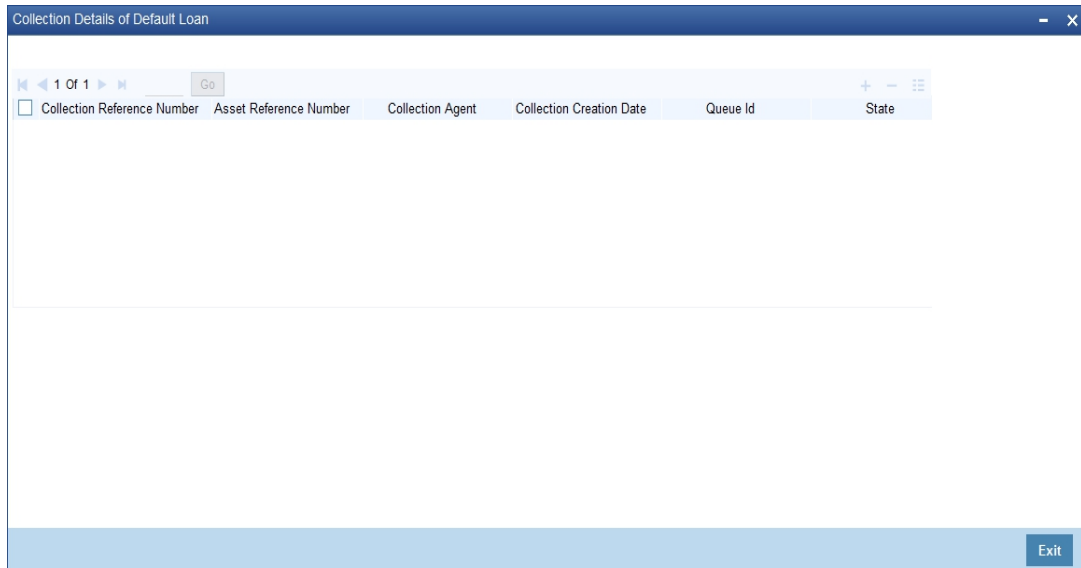 Collection Details of Default Loan
1 Of 1 Go
Collection Reference Number Asset Reference Number Collection Agent Collection Creation Date Queue Id State
Exit